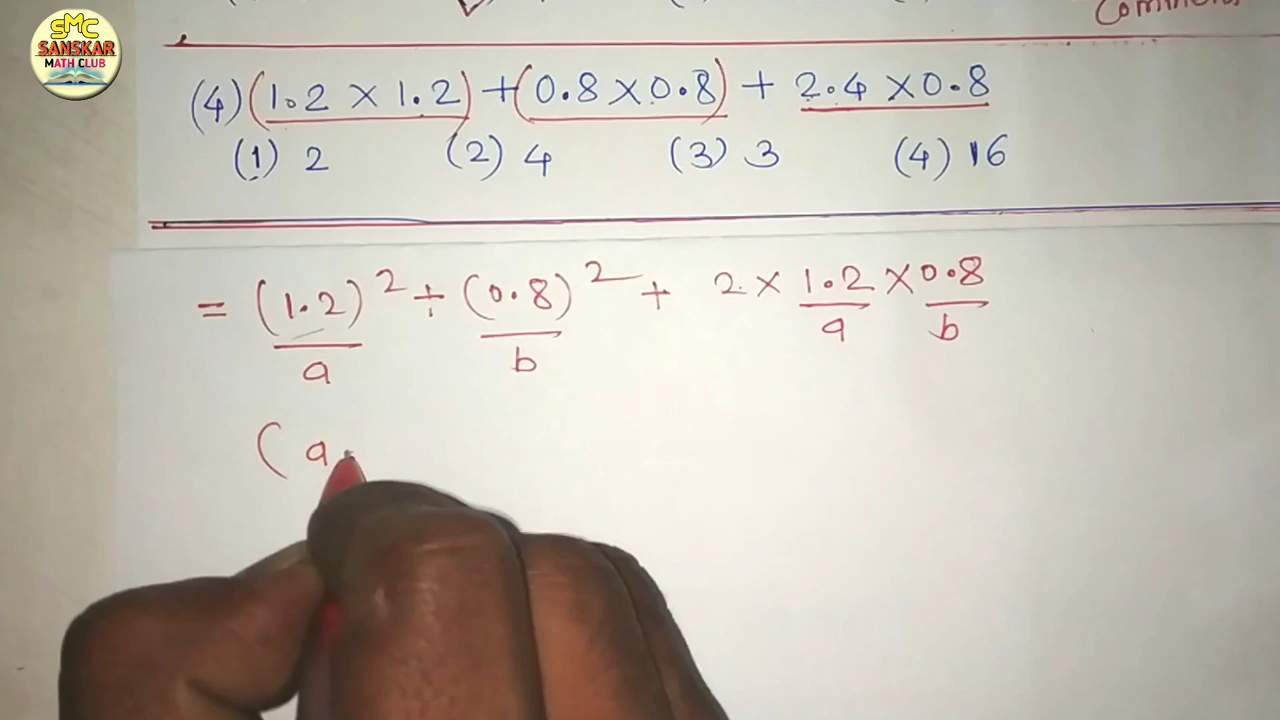 SMC
SANSKAR
MATH CLUB
(4) (1.2 × 1.2) + (0.8 × 0.8) + 2.4 × 0.8
(1) 2 (2) 4 (3) 3 (4) 16
= (1.2)² + (0.8)² + 2 × 1.2 × 0.8
a b a b
( a